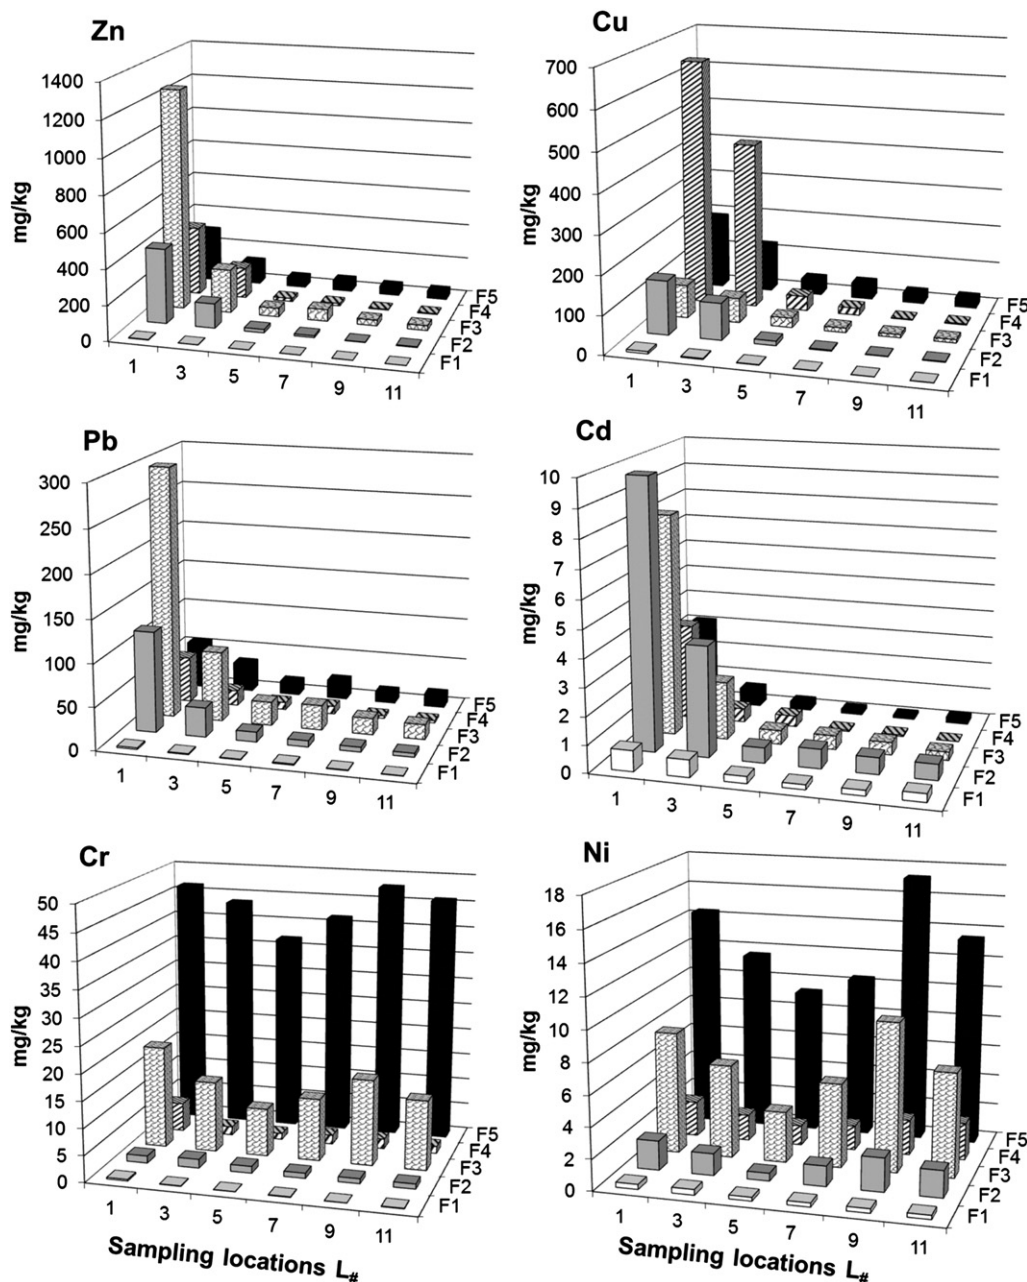 Zn
mg/kg
1400
1200
1000
800
600
400
200
0
1
3
5
7
9
11
F1
F2
F3
F4
F5
Cu
mg/kg
700
600
500
400
300
200
100
0
1
3
5
7
9
11
F1
F2
F3
F4
F5
Pb
mg/kg
300
250
200
150
100
50
0
1
3
5
7
9
11
F1
F2
F3
F4
F5
Cd
mg/kg
10
9
8
7
6
5
4
3
2
1
0
1
3
5
7
9
11
F1
F2
F3
F4
F5
Cr
mg/kg
50
45
40
35
30
25
20
15
10
5
0
1
3
5
7
9
11
F1
F2
F3
F4
F5
Sampling locations L#
Ni
mg/kg
18
16
14
12
10
8
6
4
2
0
1
3
5
7
9
11
F1
F2
F3
F4
F5
Sampling locations L#